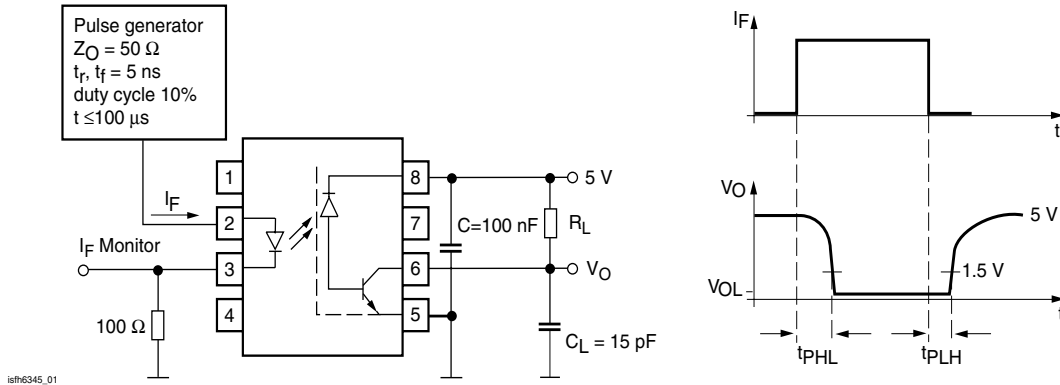 Pulse generator
ZO = 50 Ω
tr, tf = 5 ns
duty cycle 10%
t ≤100 μs
IF
IF Monitor
100 Ω
1
2
3
4
8
7
6
5
C=100 nF
5 V
RL
VO
CL = 15 pF
isfh6345_01
IF
t
VO
5 V
1.5 V
VOL
t
tPHL
tPLH